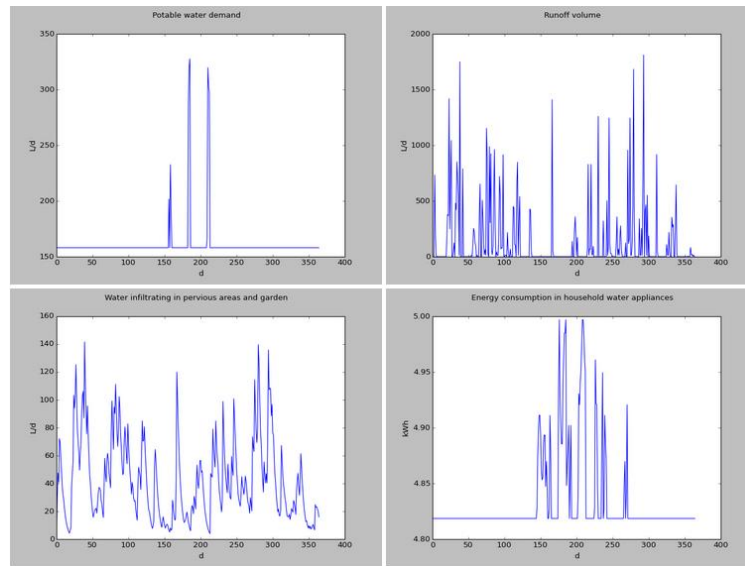 Potable water demand
350
300
250
200
150
L/d
0 50 100 150 200 250 300 350 400
d
Runoff volume
2000
1500
1000
500
0
L/d
0 50 100 150 200 250 300 350 400
d
Water infiltrating in pervious areas and garden
160
140
120
100
80
60
40
20
0
L/d
0 50 100 150 200 250 300 350 400
d
Energy consumption in household water appliances
5.00
4.95
4.90
4.85
4.80
kWh
0 50 100 150 200 250 300 350 400
d